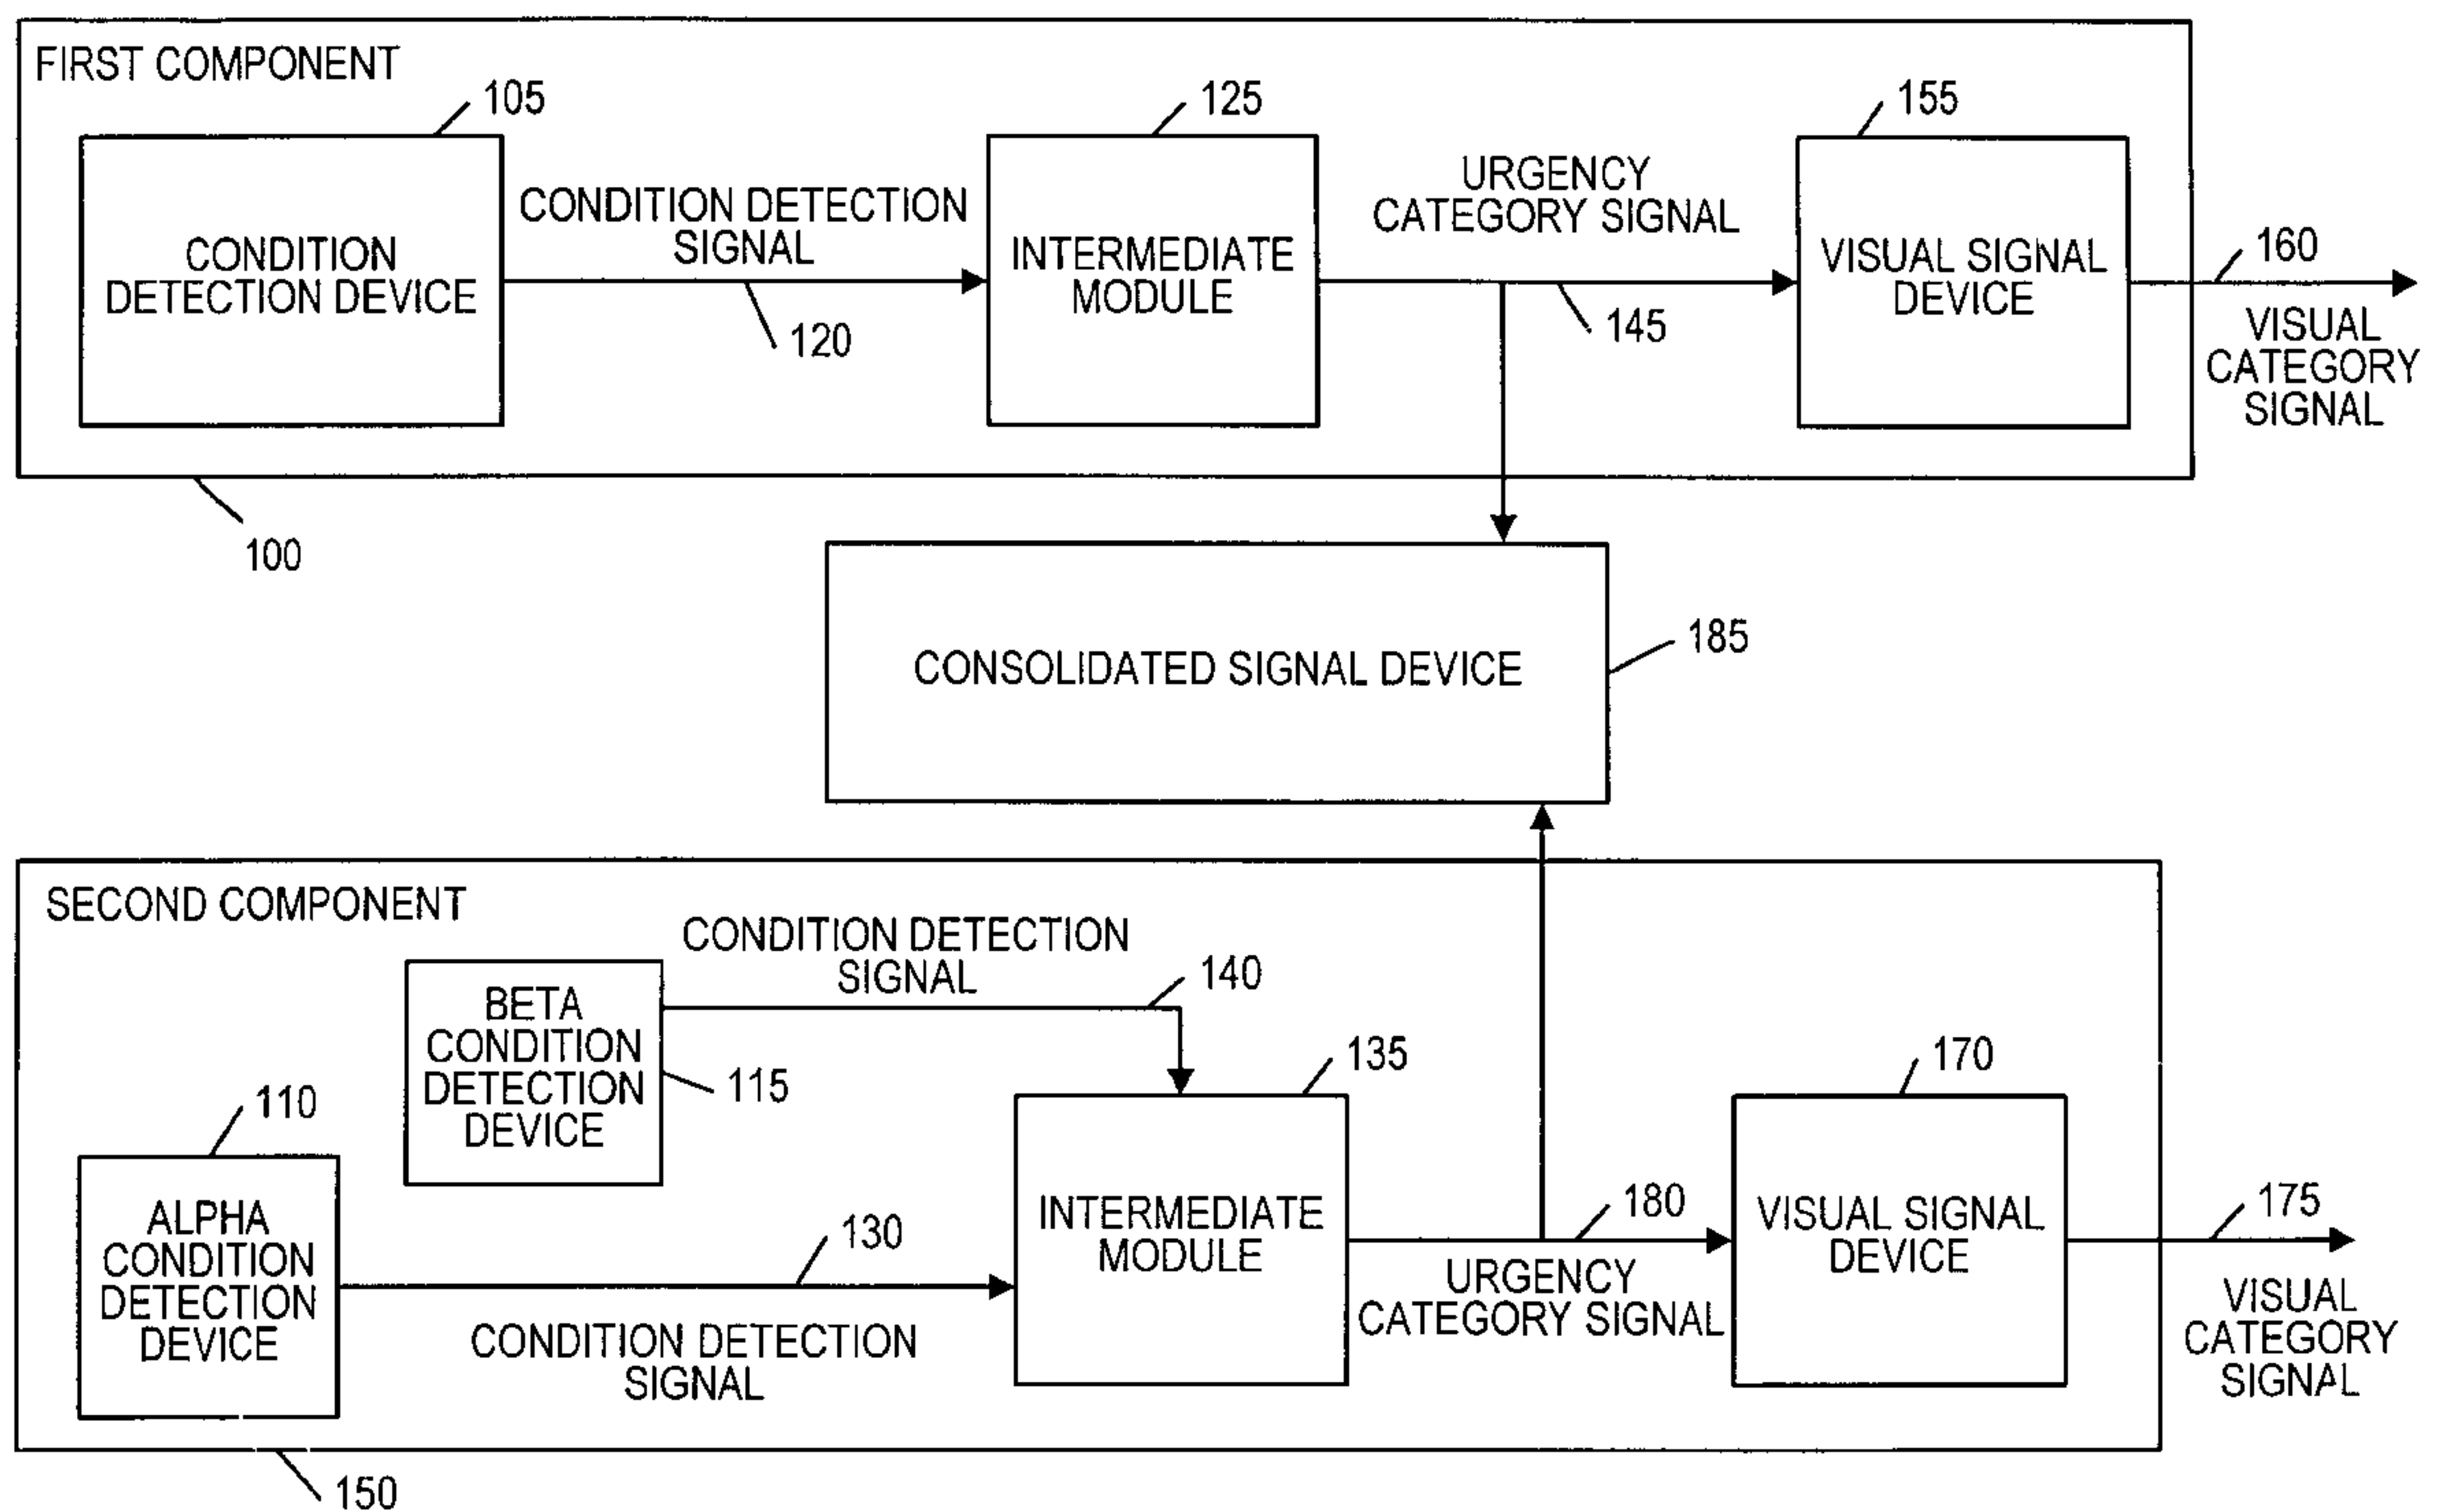 FIRST COMPONENT
105
125
155
CONDITION
DETECTION DEVICE
CONDITION DETECTION
SIGNAL
120
INTERMEDIATE
MODULE
URGENCY
CATEGORY SIGNAL
145
VISUAL SIGNAL
DEVICE
160
VISUAL
CATEGORY
SIGNAL
100
CONSOLIDATED SIGNAL DEVICE
185
SECOND COMPONENT
CONDITION DETECTION
SIGNAL
140
BETA
CONDITION
DETECTION
DEVICE
115
110
ALPHA
CONDITION
DETECTION
DEVICE
130
CONDITION DETECTION
SIGNAL
135
INTERMEDIATE
MODULE
180
URGENCY
CATEGORY SIGNAL
170
VISUAL SIGNAL
DEVICE
175
VISUAL
CATEGORY
SIGNAL
150